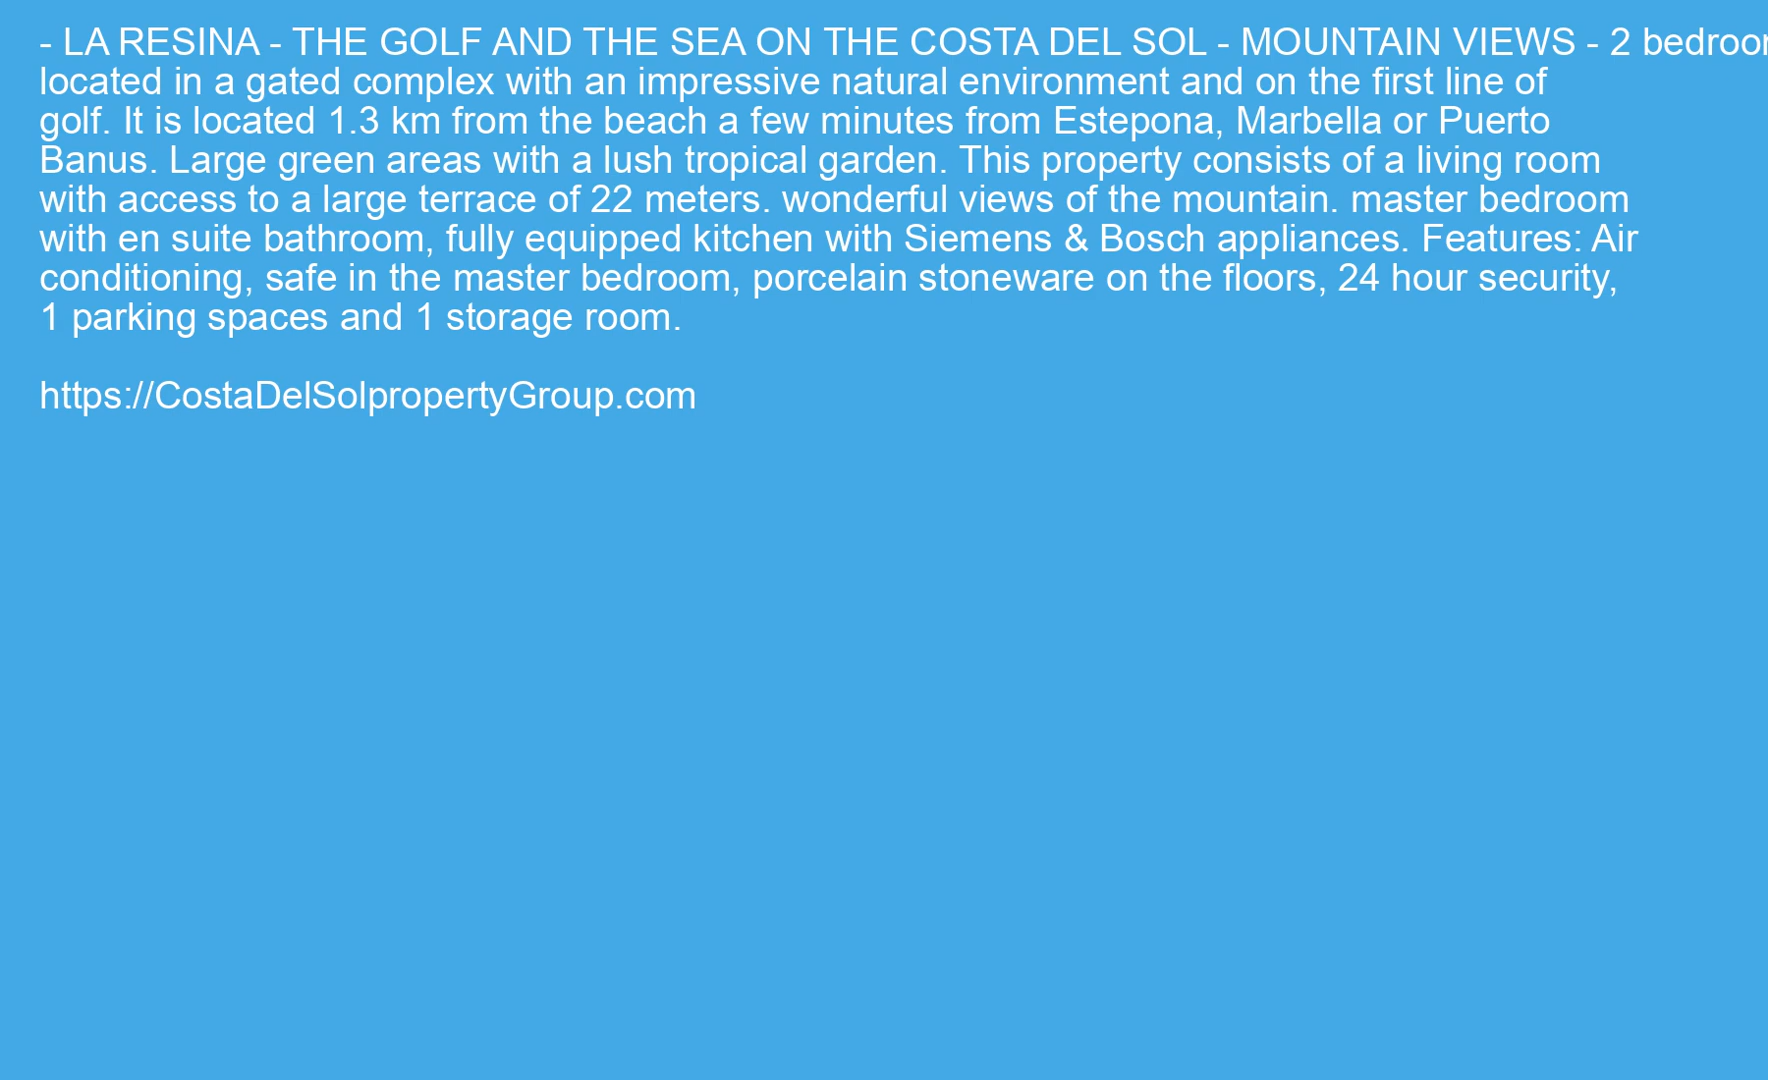 - LA RESINA - THE GOLF AND THE SEA ON THE COSTA DEL SOL - MOUNTAIN VIEWS - 2
located in a gated complex with an impressive natural environment and on the first line of
golf. It is located 1.3 km from the beach a few minutes from Estepona, Marbella or Puerto
Banus. Large green areas with a lush tropical garden. This property consists of a living room
with access to a large terrace of 22 meters. wonderful views of the mountain. master bedroom
with en suite bathroom, fully equipped kitchen with Siemens & Bosch appliances. Features: Air
conditioning, safe in the master bedroom, porcelain stoneware on the floors, 24 hour security,
1 parking spaces and 1 storage room.
https://CostaDelSolpropertyGroup.com